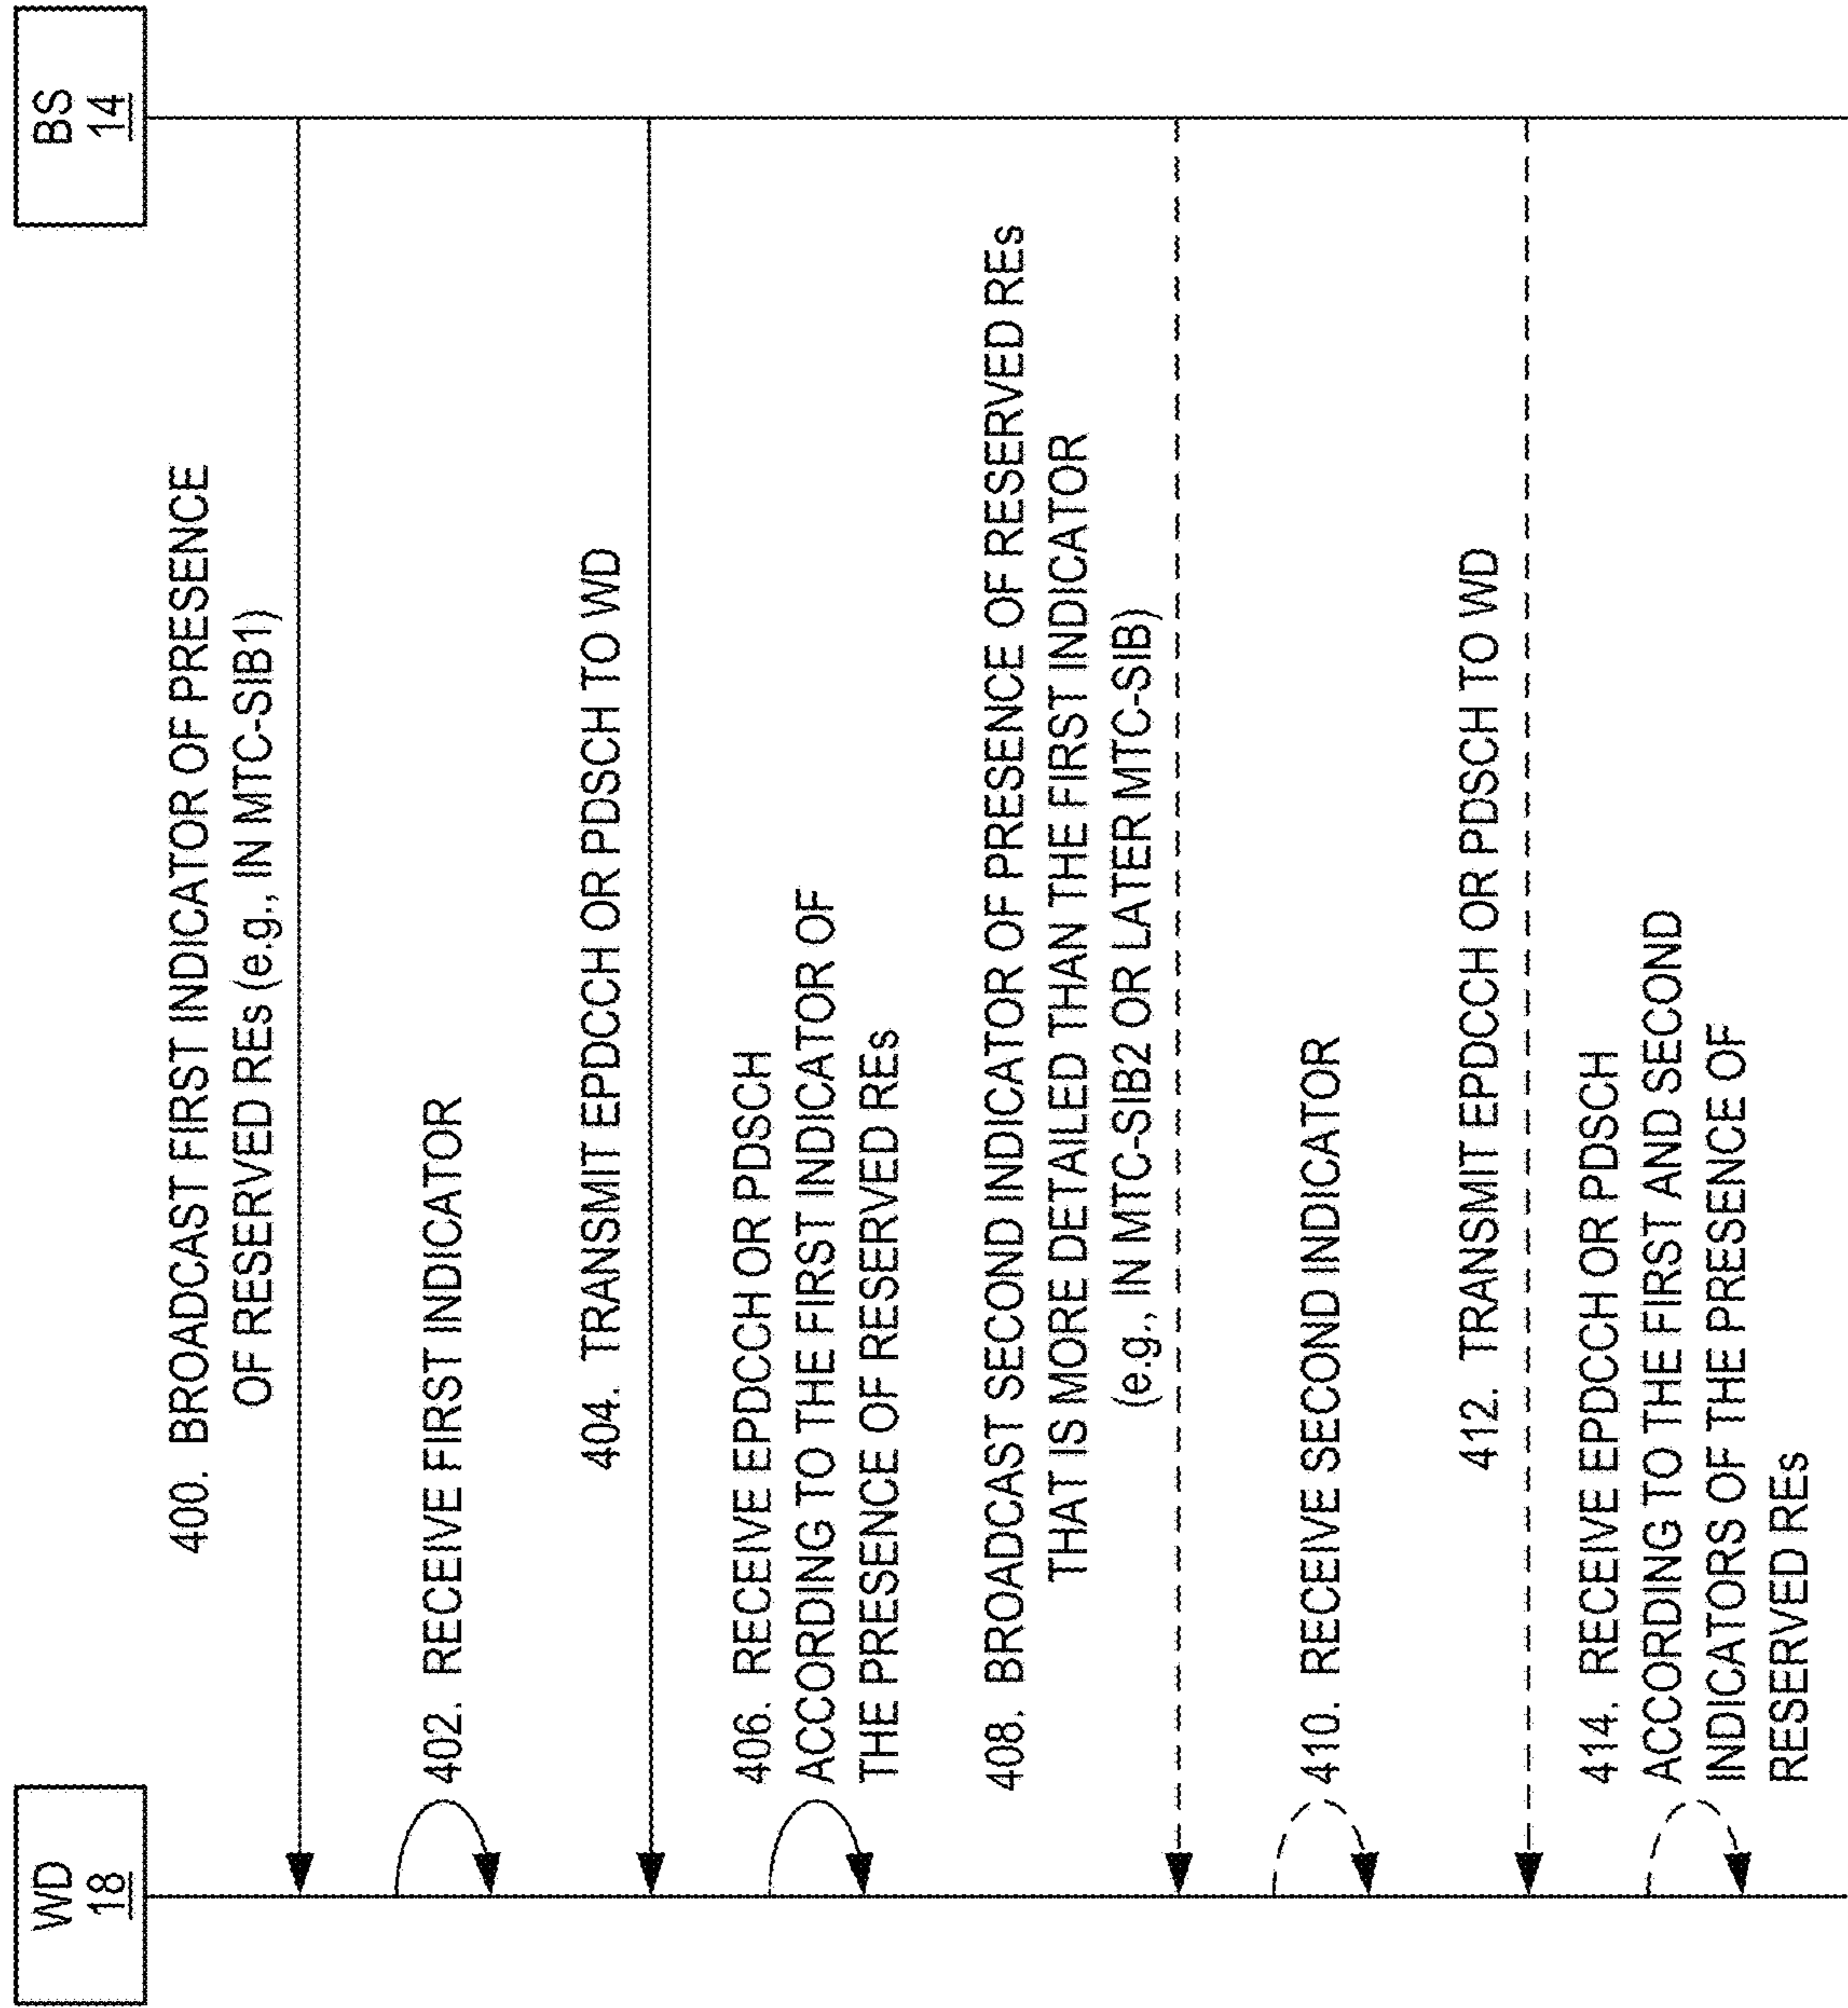 WD
18
BS
14
400. BROADCAST FIRST INDICATOR OF PRESENCE
OF RESERVED REs (e.g., IN MTC-SIB1)
402. RECEIVE FIRST INDICATOR
404. TRANSMIT EPDCCH OR PDSCH TO WD
406. RECEIVE EPDCCH OR PDSCH
ACCORDING TO THE FIRST INDICATOR OF
THE PRESENCE OF RESERVED REs
408. BROADCAST SECOND INDICATOR OF PRESENCE OF RESERVED REs
THAT IS MORE DETAILED THAN THE FIRST INDICATOR
(e.g., IN MTC-SIB2 OR LATER MTC-SIB)
410. RECEIVE SECOND INDICATOR
412. TRANSMIT EPDCCH OR PDSCH TO WD
414. RECEIVE EPDCCH OR PDSCH
ACCORDING TO THE FIRST AND SECOND
INDICATORS OF THE PRESENCE OF
RESERVED REs